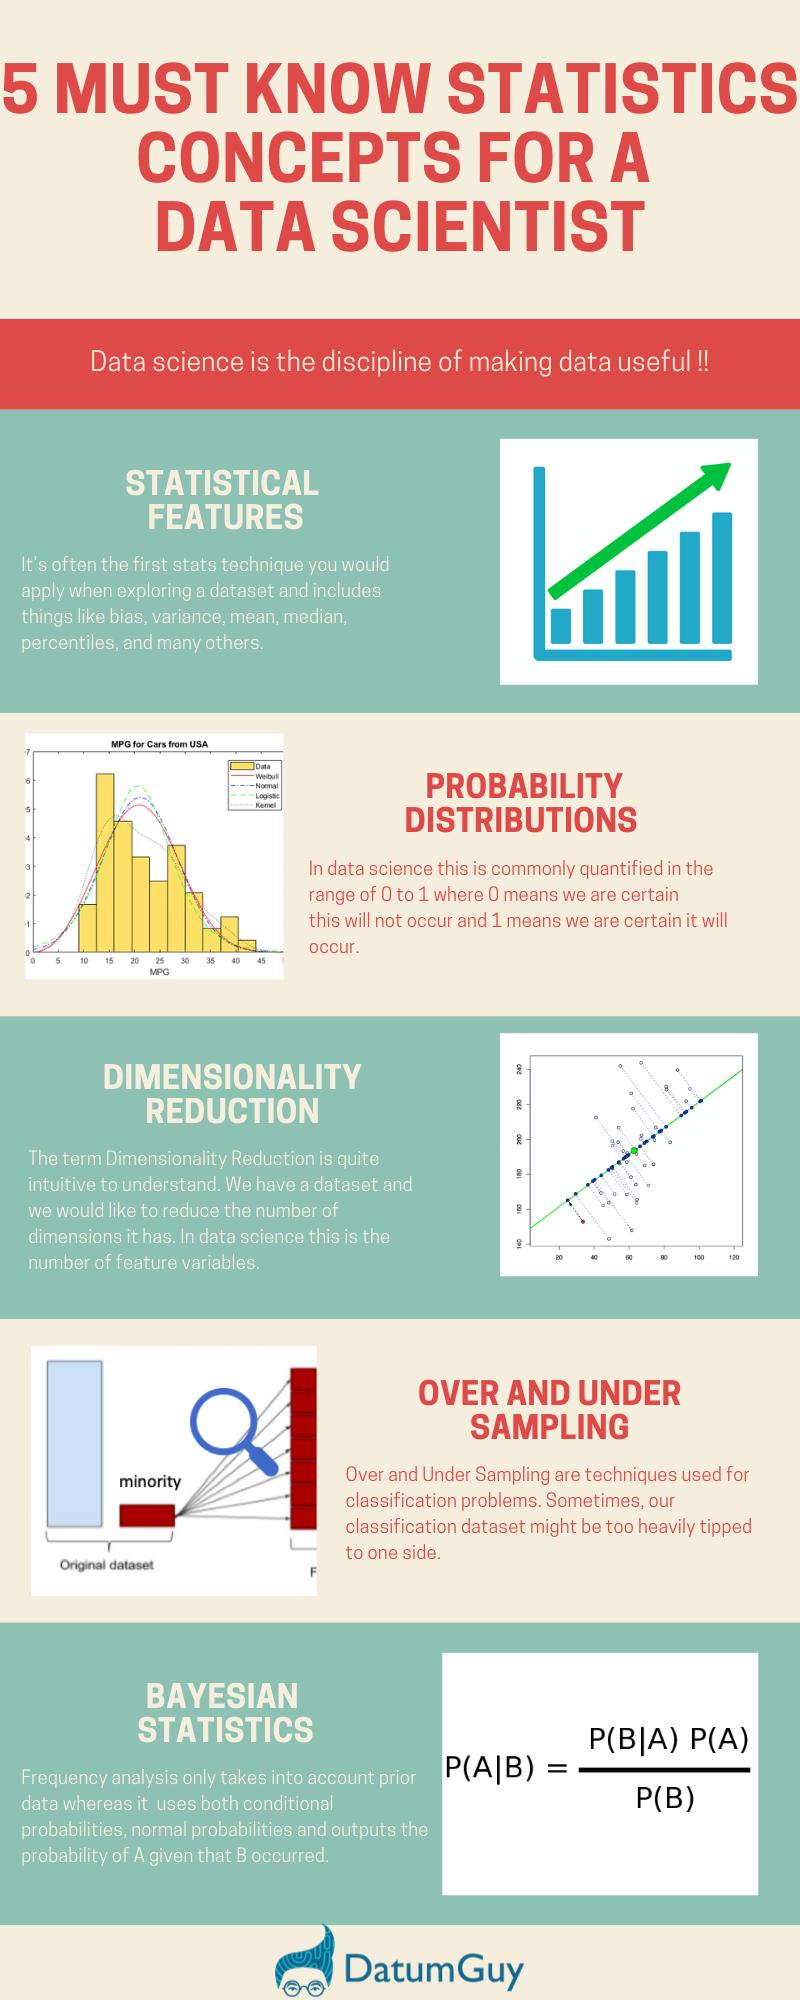 5 MUST KNOW STATISTICS
CONCEPTS FOR A
DATA SCIENTIST
Data science is the discipline of making data useful !!
STATISTICAL
FEATURES
It's often the first stats technique you would
apply when exploring a dataset and includes
things like bias, variance, mean, median,
percentiles, and many others.
MPG for Cars from USA
Data
Weibull
Normal
Logistic
Kernel
0 5 10 15 20 25 30 35 40 45
MPG
PROBABILITY
DISTRIBUTIONS
In data science this is commonly quantified in the
range of 0 to 1 where 0 means we are certain
this will not occur and 1 means we are certain it will
occur.
DIMENSIONALITY
REDUCTION
The term Dimensionality Reduction is quite
intuitive to understand. We have a dataset and
we would like to reduce the number of
dimensions it has. In data science this is the
number of feature variables.
240
220
200
180
160
140
20 40 60 80 100 120
minority
Original dataset
F
OVER AND UNDER
SAMPLING
Over and Under Sampling are techniques used for
classification problems. Sometimes, our
classification dataset might be too heavily tipped
to one side.
BAYESIAN
STATISTICS
Frequency analysis only takes into account prior
data whereas it  uses both conditional
probabilities, normal probabilities and outputs the
probability of A given that B occurred.
P(B|A) P(A)
P(A|B) =
P(B)
DatumGuy